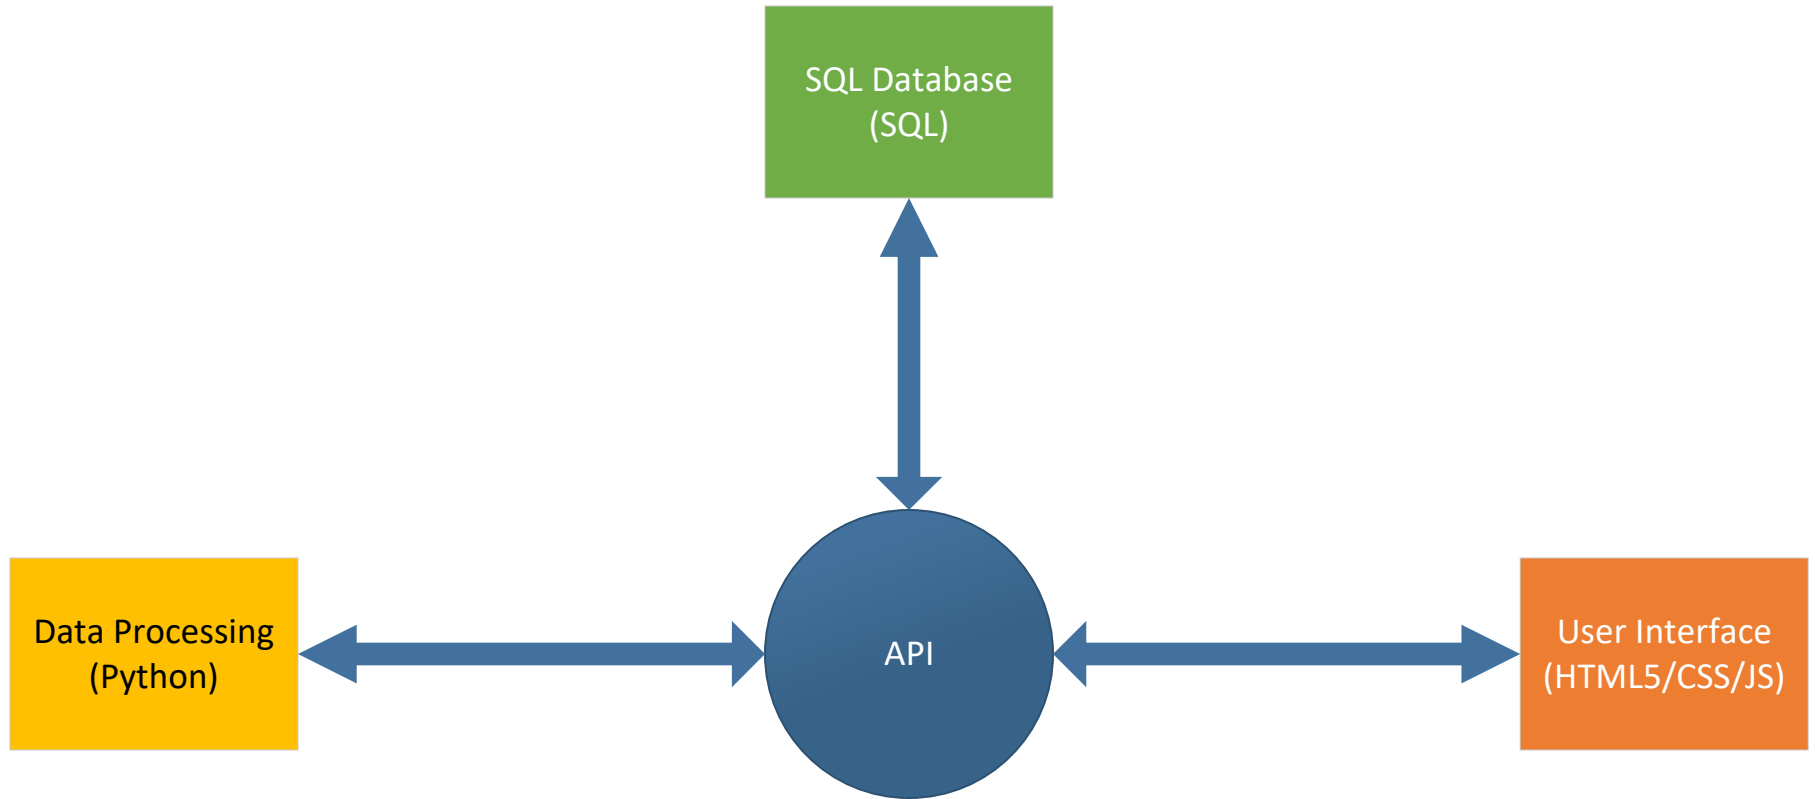 SQL Database
(SQL)
Data Processing
(Python)
API
User Interface
(HTML5/CSS/JS)